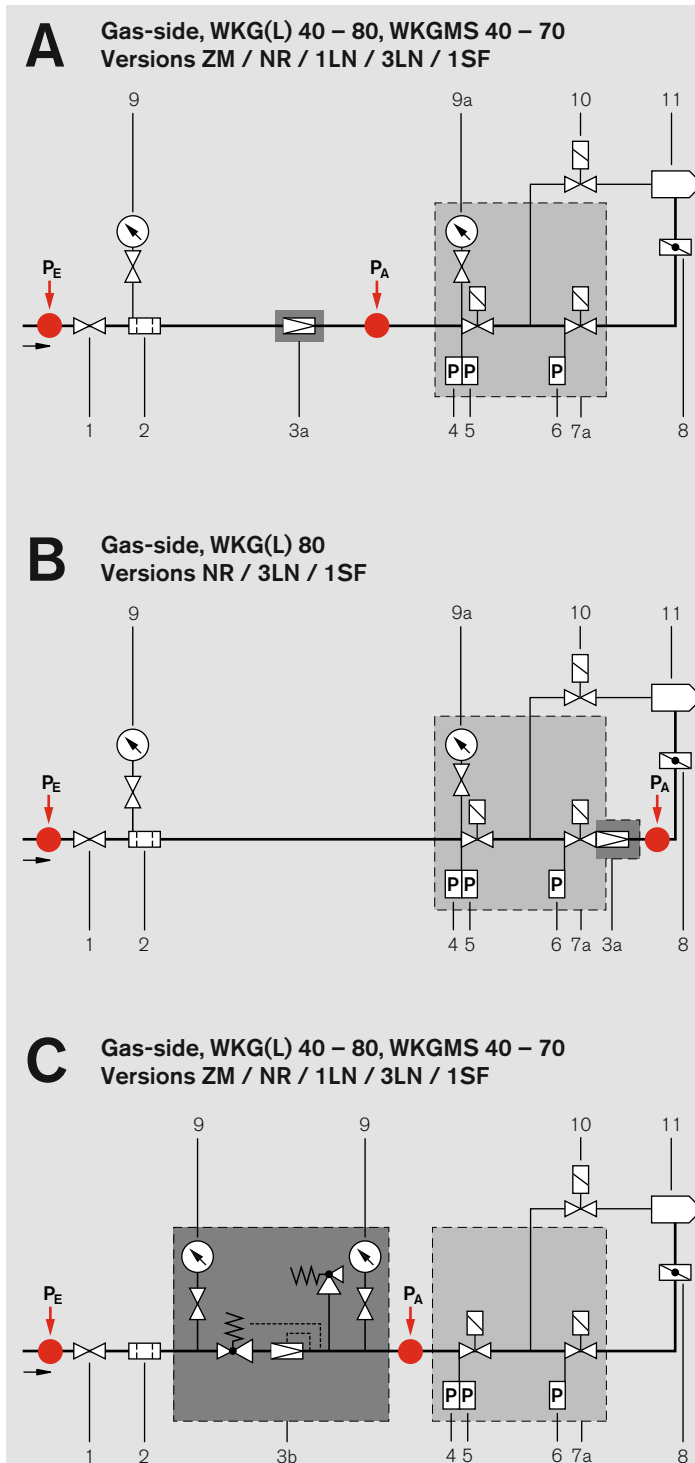 A
Gas-side, WKG(L) 40 – 80, WKGMS 40 – 70
Versions ZM / NR / 1LN / 3LN / 1SF
9 9a 10 11
PE PA
P P P
1 2 3a 4 5 6 7a 8
B
Gas-side, WKG(L) 80
Versions NR / 3LN / 1SF
9 9a 10 11
PE PA
P P P
1 2 4 5 6 7a 3a 8
C
Gas-side, WKG(L) 40 – 80, WKGMS 40 – 70
Versions ZM / NR / 1LN / 3LN / 1SF
9 9 10 11
PE PA
P P P
1 2 3b 4 5 6 7a 8